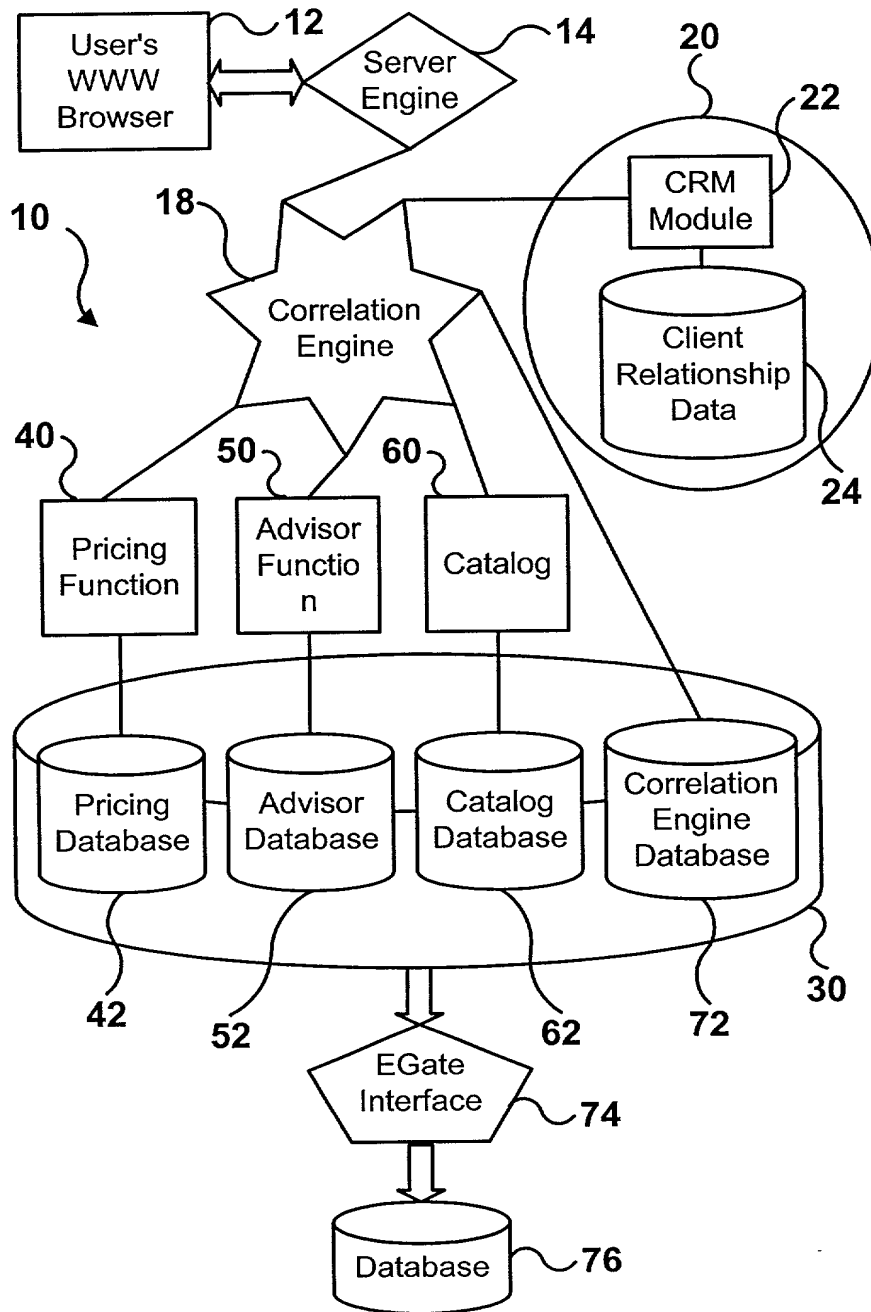 12
14
User's
WWW
Browser
Server
Engine
20
22
CRM
Module
10
18
Correlation
Engine
Client
Relationship
Data
24
40
50
60
Pricing
Function
Advisor
Functio
n
Catalog
Pricing
Database
Advisor
Database
Catalog
Database
Correlation
Engine
Database
42
52
62
72
30
EGate
Interface
74
Database
76